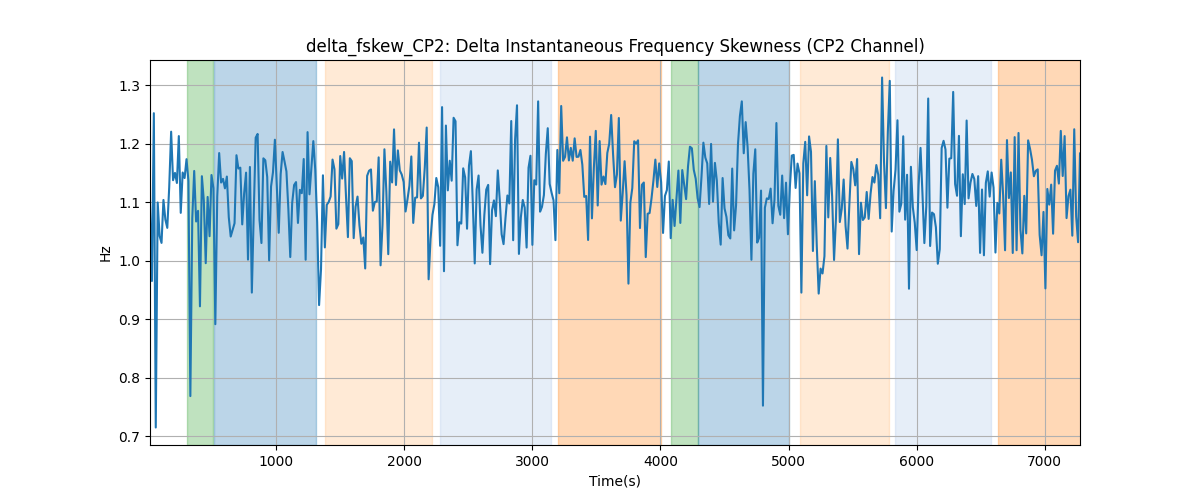 delta_fskew_CP2: Delta Instantaneous Frequency Skewness (CP2 Channel)
1.3
1.2
1.1
1.0
0.9
0.8
0.7
Hz
1000 2000 3000 4000 5000 6000 7000
Time(s)